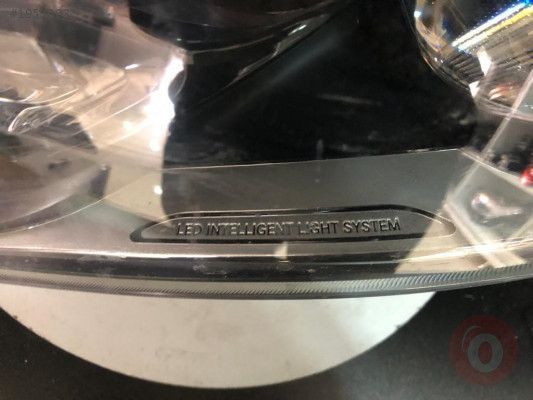 LED INTELLIGENT LIGHT SYSTEM